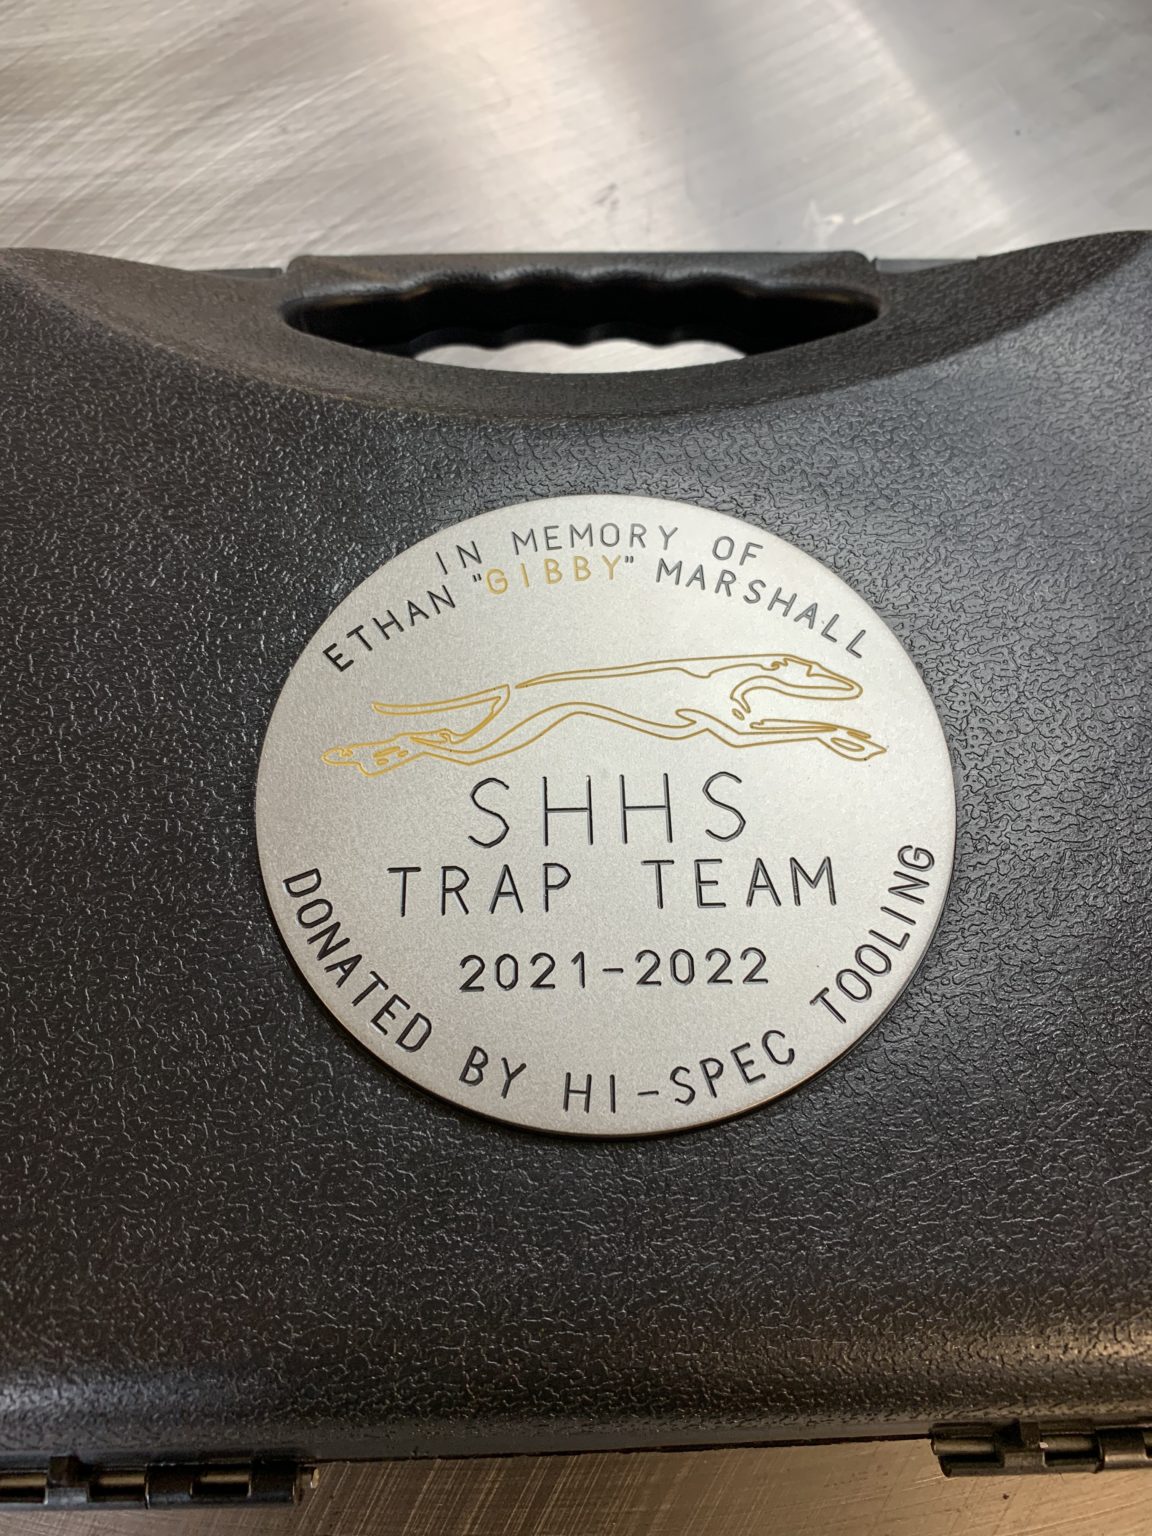 IN MEMORY OF
ETHAN "GIBBY" MARSHALL
SHHS
TRAP TEAM
2021-2022
DONATED BY HI-SPEC TOOLING